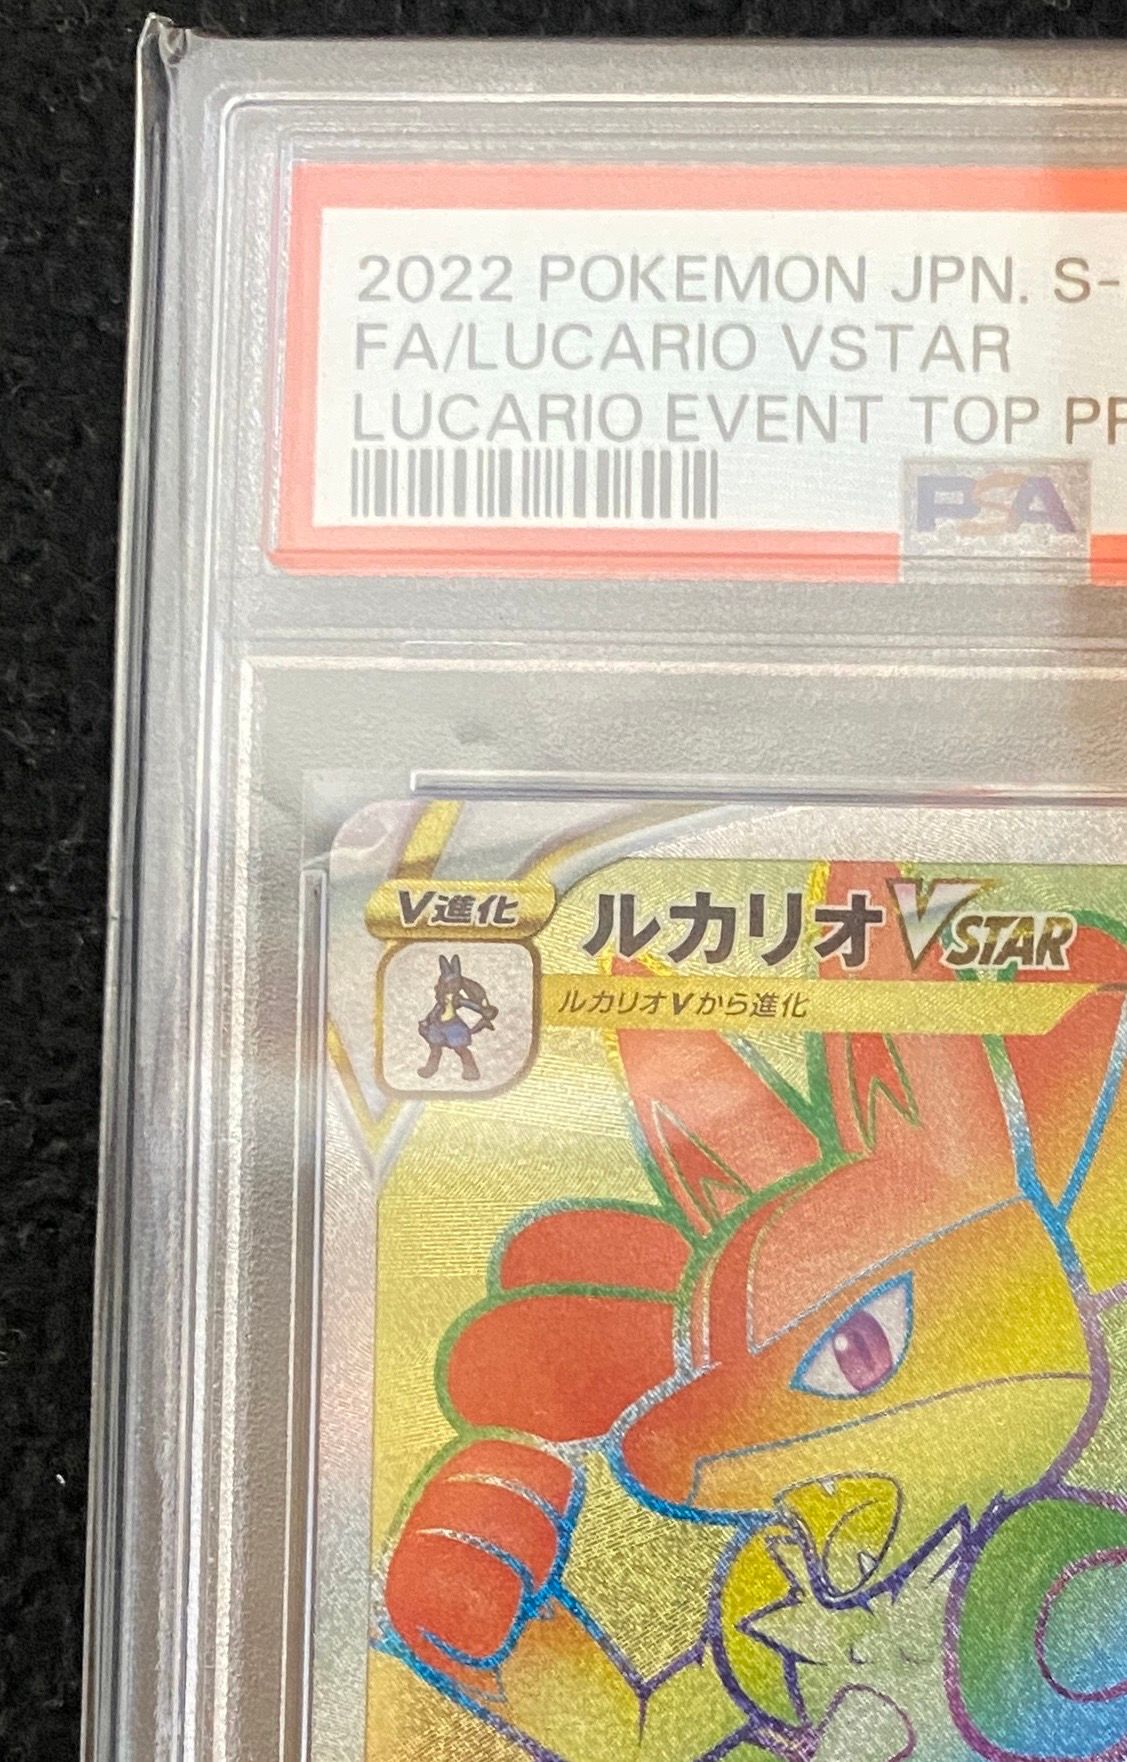 2022 POKEMON JPN. S-
FA/LUCARIO VSTAR
LUCARIO EVENT TOP
PSA
V進化
ルカリオVSTAR
ルカリオVから進化